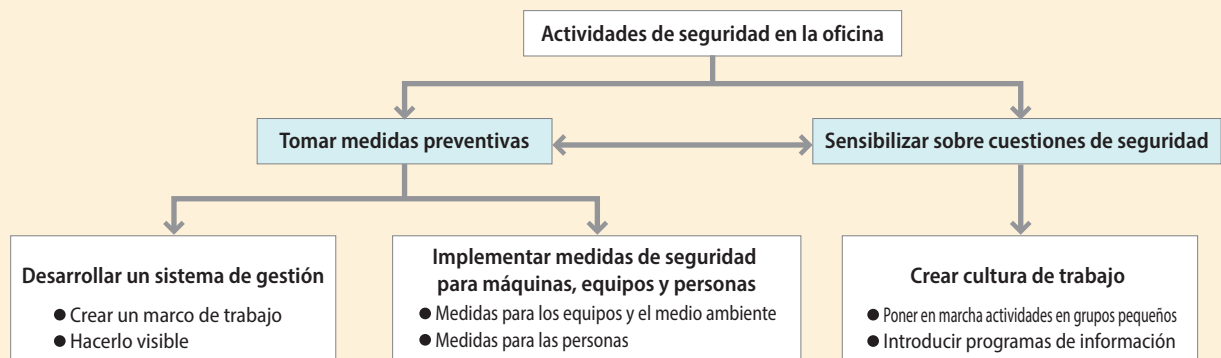 Actividades de seguridad en la oficina
Tomar medidas preventivas
Sensibilizar sobre cuestiones de seguridad
Desarrollar un sistema de gestión
● Crear un marco de trabajo
● Hacerlo visible
Implementar medidas de seguridad
para máquinas, equipos y personas
● Medidas para los equipos y el medio ambiente
● Medidas para las personas
Crear cultura de trabajo
● Poner en marcha actividades en grupos pequeños
● Introducir programas de información